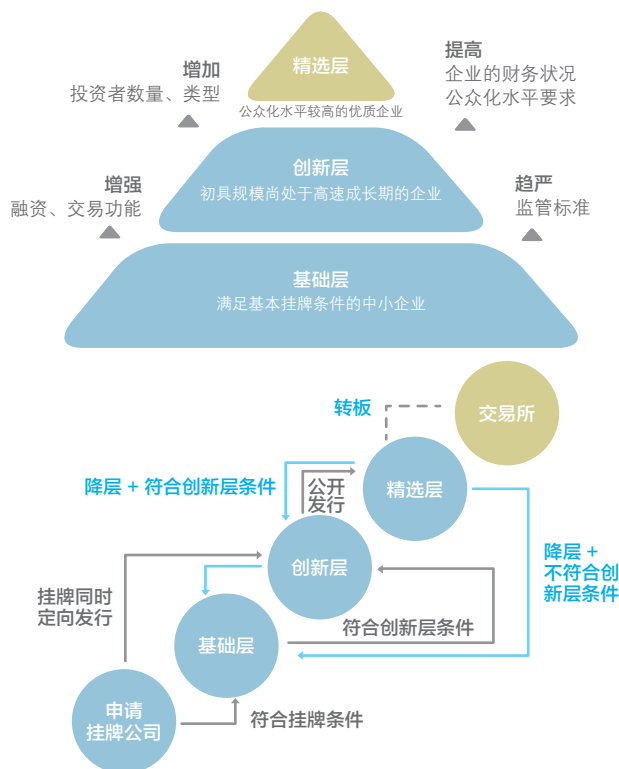 精选层
公众化水平较高的优质企业
增加
投资者数量、类型
提高
企业的财务状况
公众化水平要求
创新层
初具规模尚处于高速成长期的企业
增强
融资、交易功能
趋严
监管标准
基础层
满足基本挂牌条件的中小企业
转板
交易所
降层 + 符合创新层条件
公开
发行
精选层
创新层
降层 +
不符合创
新层条件
挂牌同时
定向发行
基础层
符合创新层条件
申请
挂牌公司
符合挂牌条件